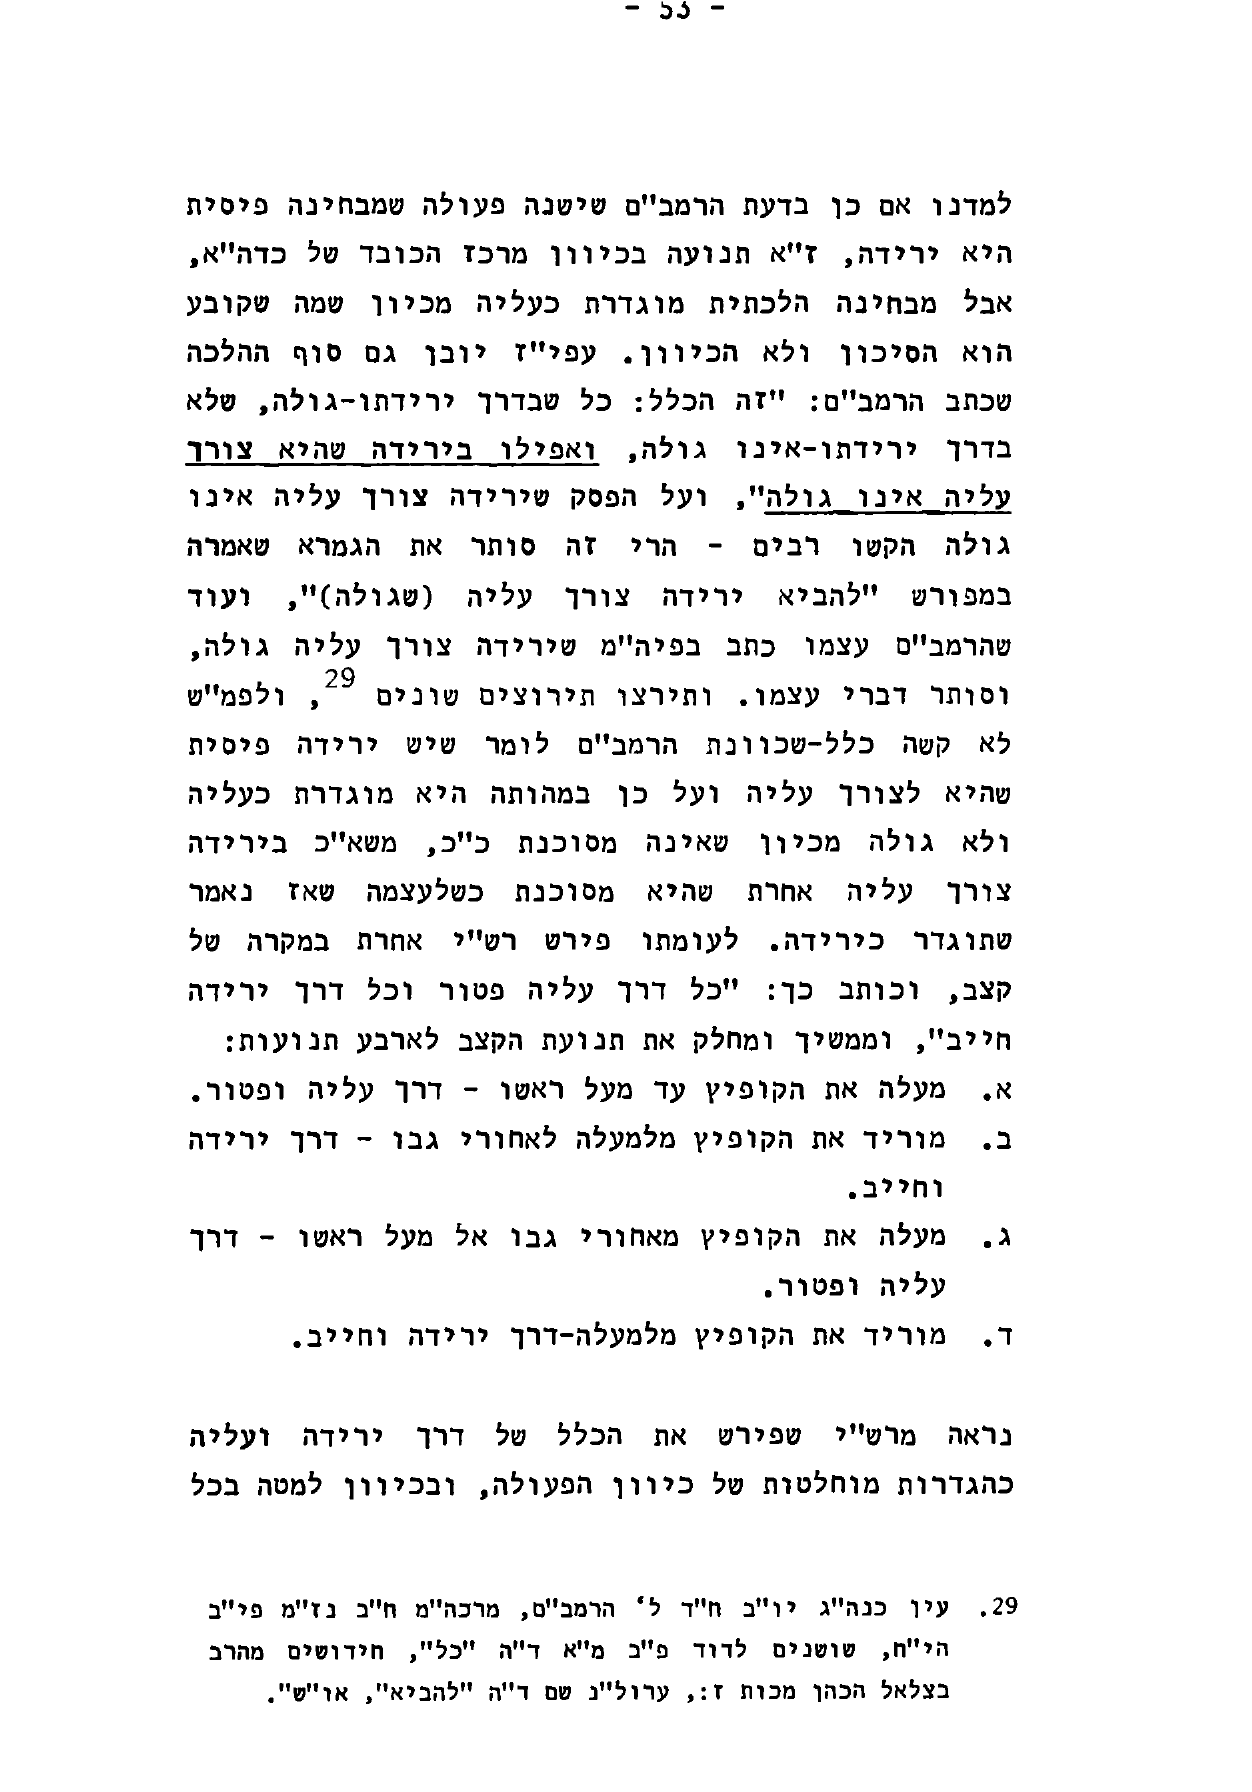 - 53 -
למדנו אם כן בדעת הרמב"ם שישנה פעולה שמבחינה פיסית
היא ירידה, ז"א תנועה בכיוון מרכז הכובד של כדה"א,
אבל מבחינה הלכתית מוגדרת כעליה מכיון שמה שקובע
הוא הסיכון ולא הכיוון. עפי"ז יובן גם סוף ההלכה
שכתב הרמב"ם: "זה הכלל: כל שבדרך ירידתו-גולה, שלא
בדרך ירידתו-אינו גולה, ואפילו בירידה שהיא צורך
עליה אינו גולה", ועל הפסק שירידה צורך עליה אינו
גולה הקשו רבים - הרי זה סותר את הגמרא שאמרה
במפורש "להביא ירידה צורך עליה (שגולה)", ועוד
שהרמב"ם עצמו כתב בפיה"מ שירידה צורך עליה גולה,
וסותר דברי עצמו. ותירצו תירוצים שונים 29, ולפמ"ש
לא קשה כלל-שכוונת הרמב"ם לומר שיש ירידה פיסית
שהיא לצורך עליה ועל כן במהותה היא מוגדרת כעליה
ולא גולה מכיון שאינה מסוכנת כ"כ, משא"כ בירידה
צורך עליה אחרת שהיא מסוכנת כשלעצמה שאז נאמר
שתוגדר כירידה. לעומתו פירש רש"י אחרת במקרה של
קצב, וכותב כך: "כל דרך עליה פטור וכל דרך ירידה
חייב", וממשיך ומחלק את תנועת הקצב לארבע תנועות:
א. מעלה את הקופיץ עד מעל ראשו - דרך עליה ופטור.
ב. מוריד את הקופיץ מלמעלה לאחורי גבו - דרך ירידה
וחייב.
ג. מעלה את הקופיץ מאחורי גבו אל מעל ראשו - דרך
עליה ופטור.
ד. מוריד את הקופיץ מלמעלה-דרך ירידה וחייב.
נראה מרש"י שפירש את הכלל של דרך ירידה ועליה
כהגדרות מוחלטות של כיוון הפעולה, ובכיוון למטה בכל
29. עין כנה"ג יו"ב ח"ד ל' הרמב"ם, מרכה"מ ח"ב נז"מ פי"ב
הי"ח, שושנים לדוד פ"ב מ"א ד"ה "כל", חידושים מהרב
בצלאל הכהן מכות ז:, ערול"נ שם ד"ה "להביא", או"ש".